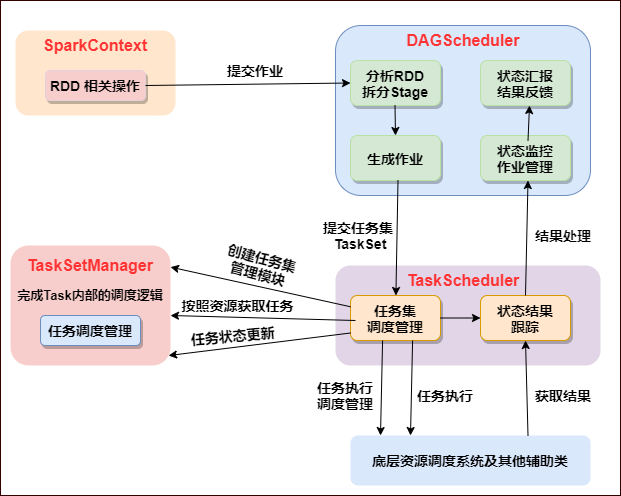 SparkContext
RDD 相关操作
提交作业
DAGScheduler
分析RDD
拆分Stage
状态汇报
结果反馈
生成作业
状态监控
作业管理
提交任务集
TaskSet
结果处理
TaskSetManager
完成Task内部的调度逻辑
任务调度管理
创建任务集
管理模块
按照资源获取任务
任务状态更新
TaskScheduler
任务集
调度管理
状态结果
跟踪
任务执行
调度管理
任务执行
获取结果
底层资源调度系统及其他辅助类